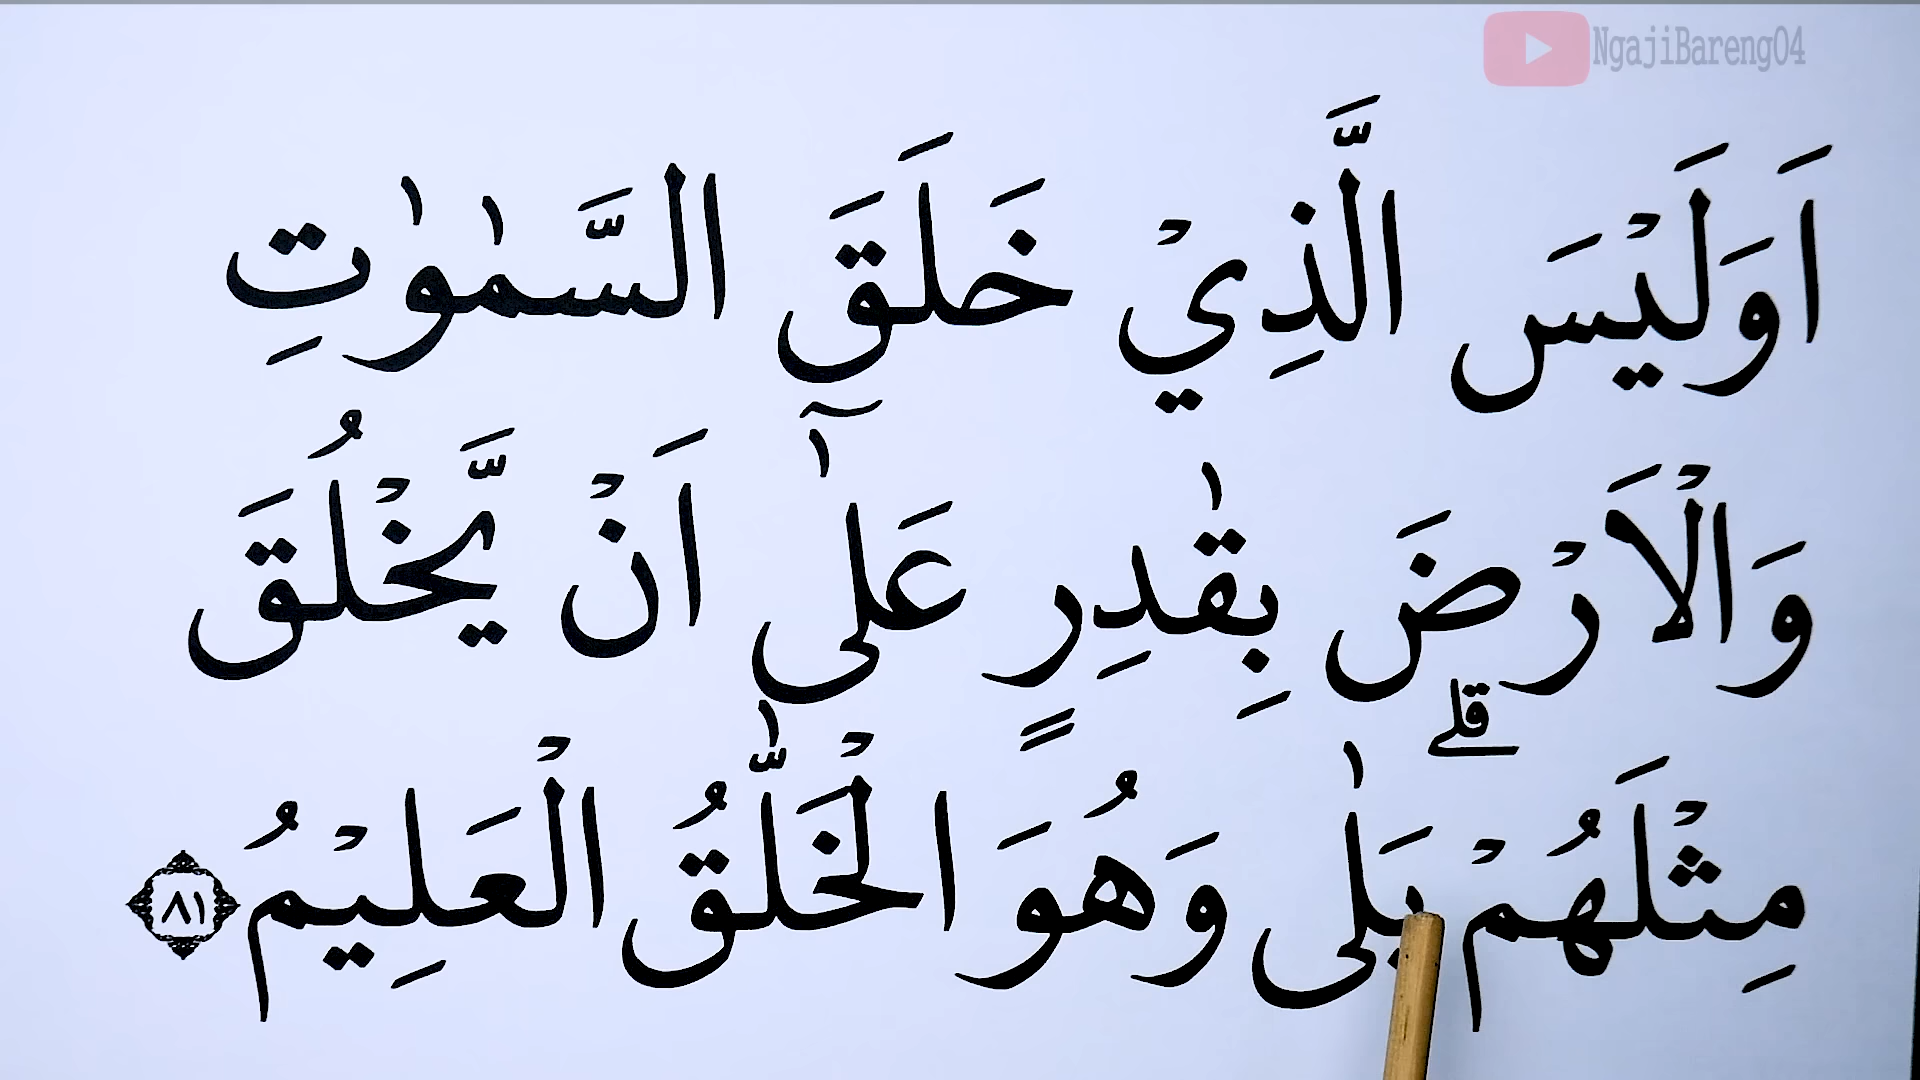 NgajiBareng04
اَوَلَيْسَ الَّذِيْ خَلَقَ السَّمٰوٰتِ
وَالْاَرْضَ بِقٰدِرٍ عَلٰٓى اَنْ يَّخْلُقَ
مِثْلَهُمْ ۗ بَلٰى وَهُوَ الْخَلّٰقُ الْعَلِيْمُ ٨١